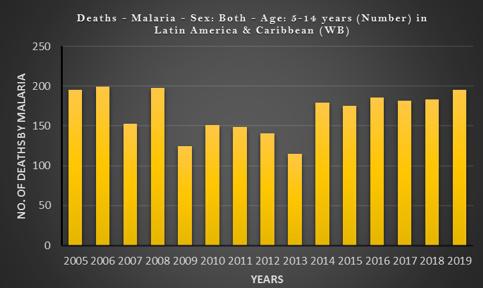 Deaths - Malaria - Sex: Both - Age: 5-14 years (Number) in
Latin America & Caribbean (WB)
NO. OF DEATHSBY MALARIA
250
200
150
100
50
0
2005 2006 2007 2008 2009 2010 2011 2012 2013 2014 2015 2016 2017 2018 2019
YEARS